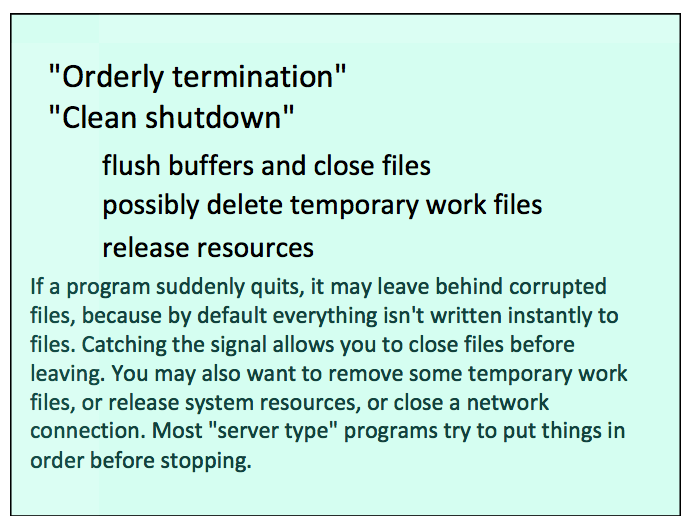 "Orderly termination"
"Clean shutdown"
flush buffers and close files
possibly delete temporary work files
release resources
If a program suddenly quits, it may leave behind corrupted
files, because by default everything isn't written instantly to
files. Catching the signal allows you to close files before
leaving. You may also want to remove some temporary work
files, or release system resources, or close a network
connection. Most "server type" programs try to put things in
order before stopping.